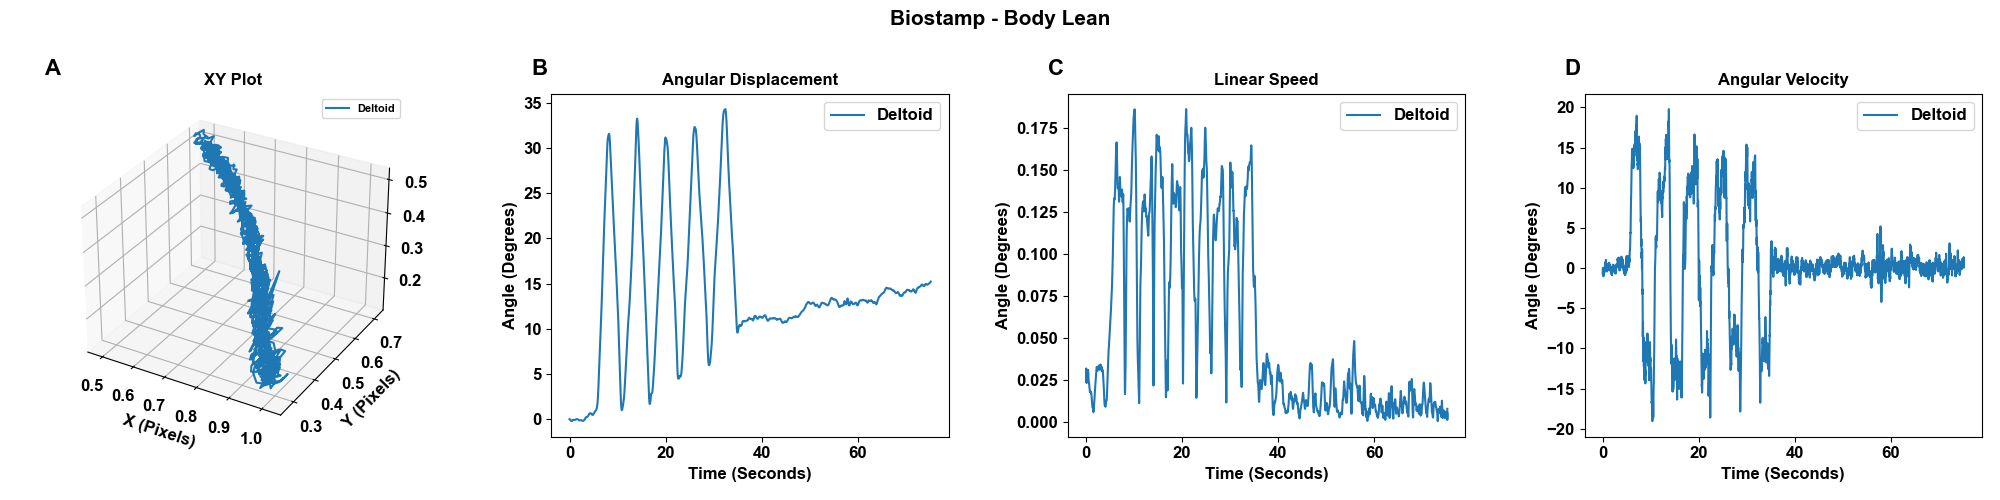 Biostamp - Body Lean
A
XY Plot
Deltoid
0.5
0.4
0.3
0.2
0.5
0.6
0.7
0.8
0.9
1.0
X (Pixels)
0.3
0.4
0.5
0.6
0.7
Y (Pixels)
B
Angular Displacement
Deltoid
35
30
25
20
15
10
5
0
Angle (Degrees)
0 20 40 60
Time (Seconds)
C
Linear Speed
Deltoid
0.175
0.150
0.125
0.100
0.075
0.050
0.025
0.000
Angle (Degrees)
0 20 40 60
Time (Seconds)
D
Angular Velocity
Deltoid
20
15
10
5
0
−5
−10
−15
−20
Angle (Degrees)
0 20 40 60
Time (Seconds)